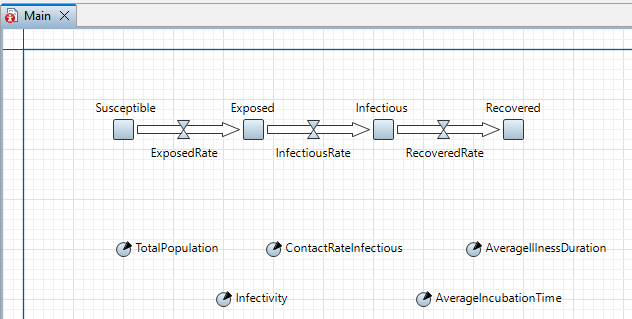 Main
Susceptible
Exposed
Infectious
Recovered
ExposedRate
InfectiousRate
RecoveredRate
TotalPopulation
ContactRateInfectious
AverageIllnessDuration
Infectivity
AverageIncubationTime